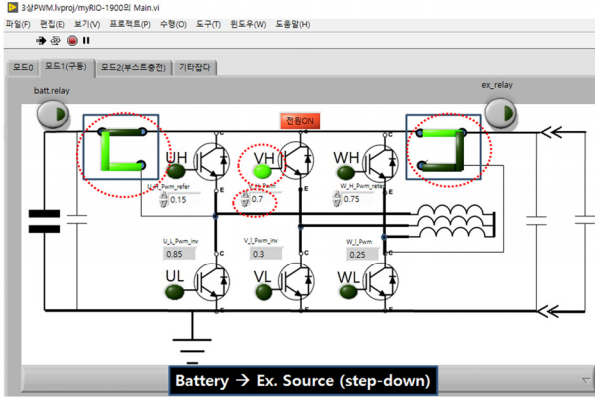 3상PWM.lvproj/myRIO-1900의 Main.vi
파일(F) 편집(E) 보기(V) 프로젝트(P) 수행(O) 도구(T) 윈도우(W) 도움말(H)
모드0 모드1(구동) 모드2(부스트충전) 기타잡다
batt.relay
ex_relay
전원ON
UH
VH
WH
0.15
0.7
W_H_Pwm_refer
0.75
U_L_Pwm_inv
V_l_Pwm_inv
W_l_Pwm
0.85
0.3
0.25
UL
VL
WL
C
E
Battery → Ex. Source (step-down)